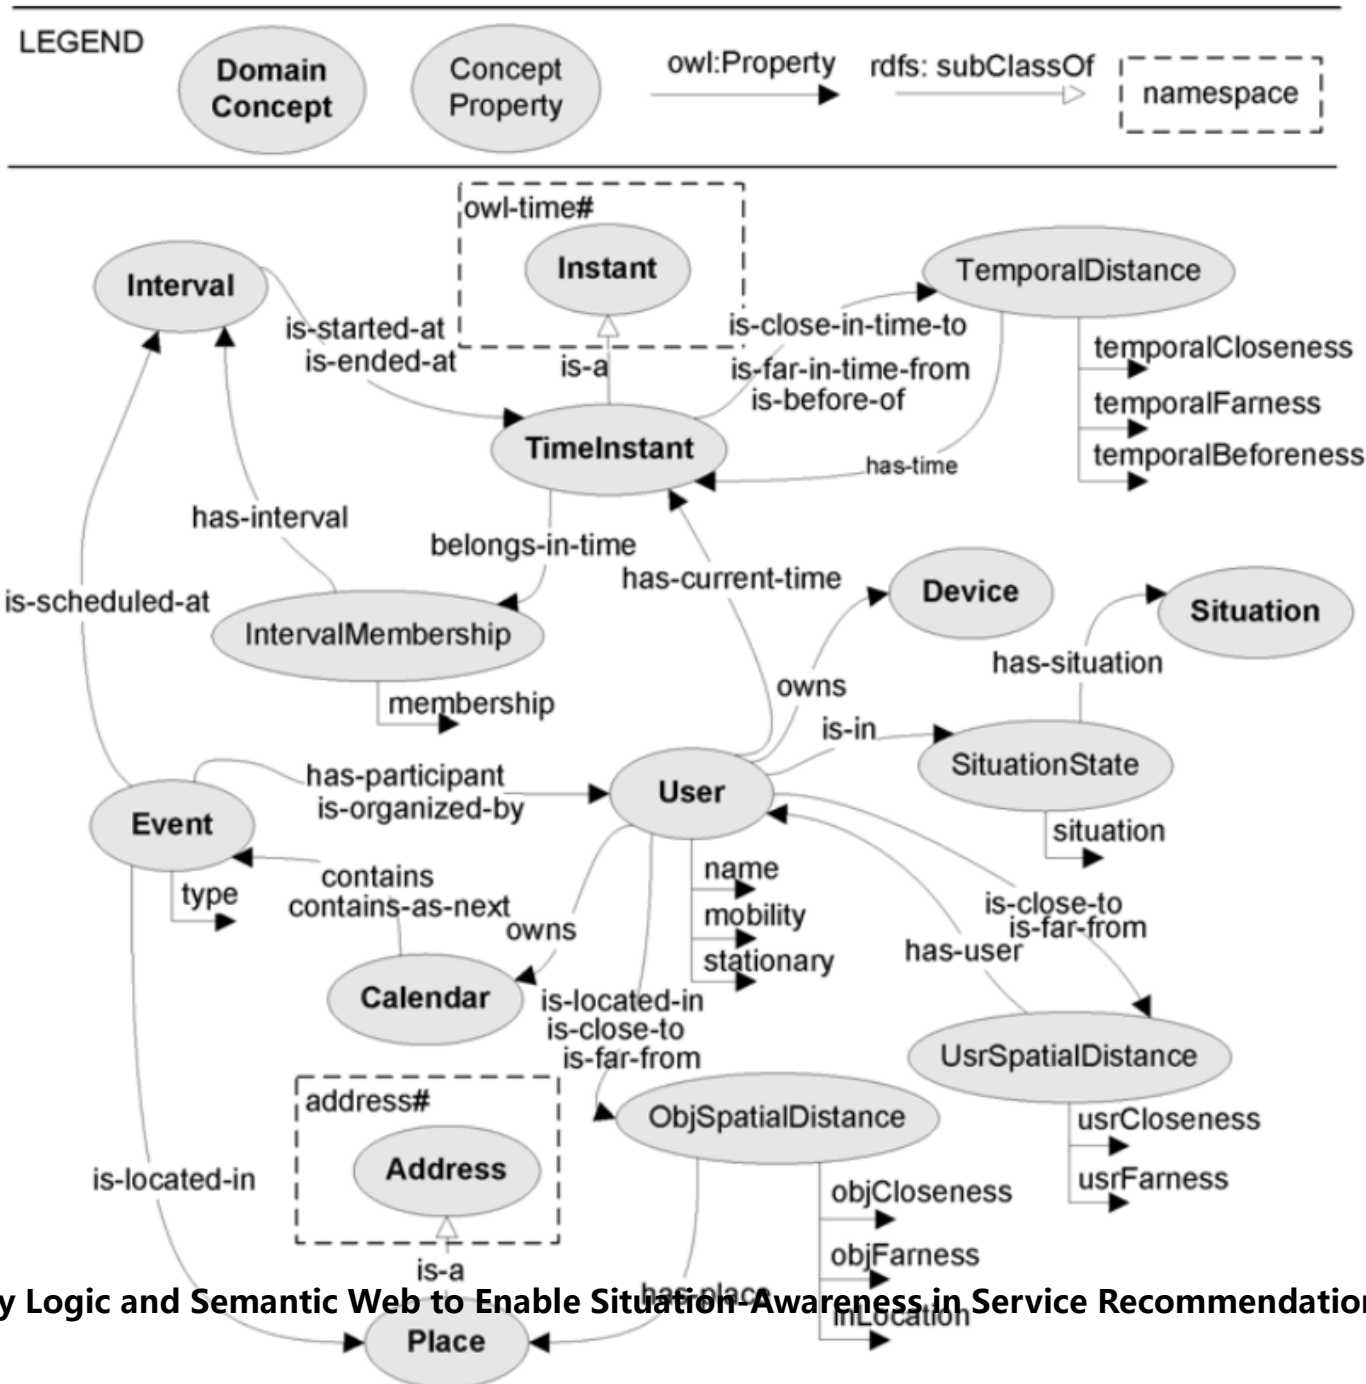 LEGEND
Domain
Concept
Concept
Property
owl:Property
rdfs: subClassOf
namespace
owl-time#
Instant
Interval
TemporalDistance
is-started-at
is-ended-at
is-close-in-time-to
is-far-in-time-from
is-before-of
is-a
temporalCloseness
temporalFarness
temporalBeforeness
TimeInstant
has-time
has-interval
belongs-in-time
has-current-time
is-scheduled-at
IntervalMembership
membership
Device
Situation
has-situation
owns
is-in
SituationState
situation
has-participant
is-organized-by
User
Event
type
contains
contains-as-next
owns
name
mobility
stationary
is-close-to
is-far-from
has-user
Calendar
is-located-in
is-close-to
is-far-from
UsrSpatialDistance
usrCloseness
usrFarness
address#
Address
ObjSpatialDistance
is-located-in
objCloseness
objFarness
is-a
has-place
inLocation
y Logic and Semantic Web to Enable Situation-Awareness in Service Recommendation
Place